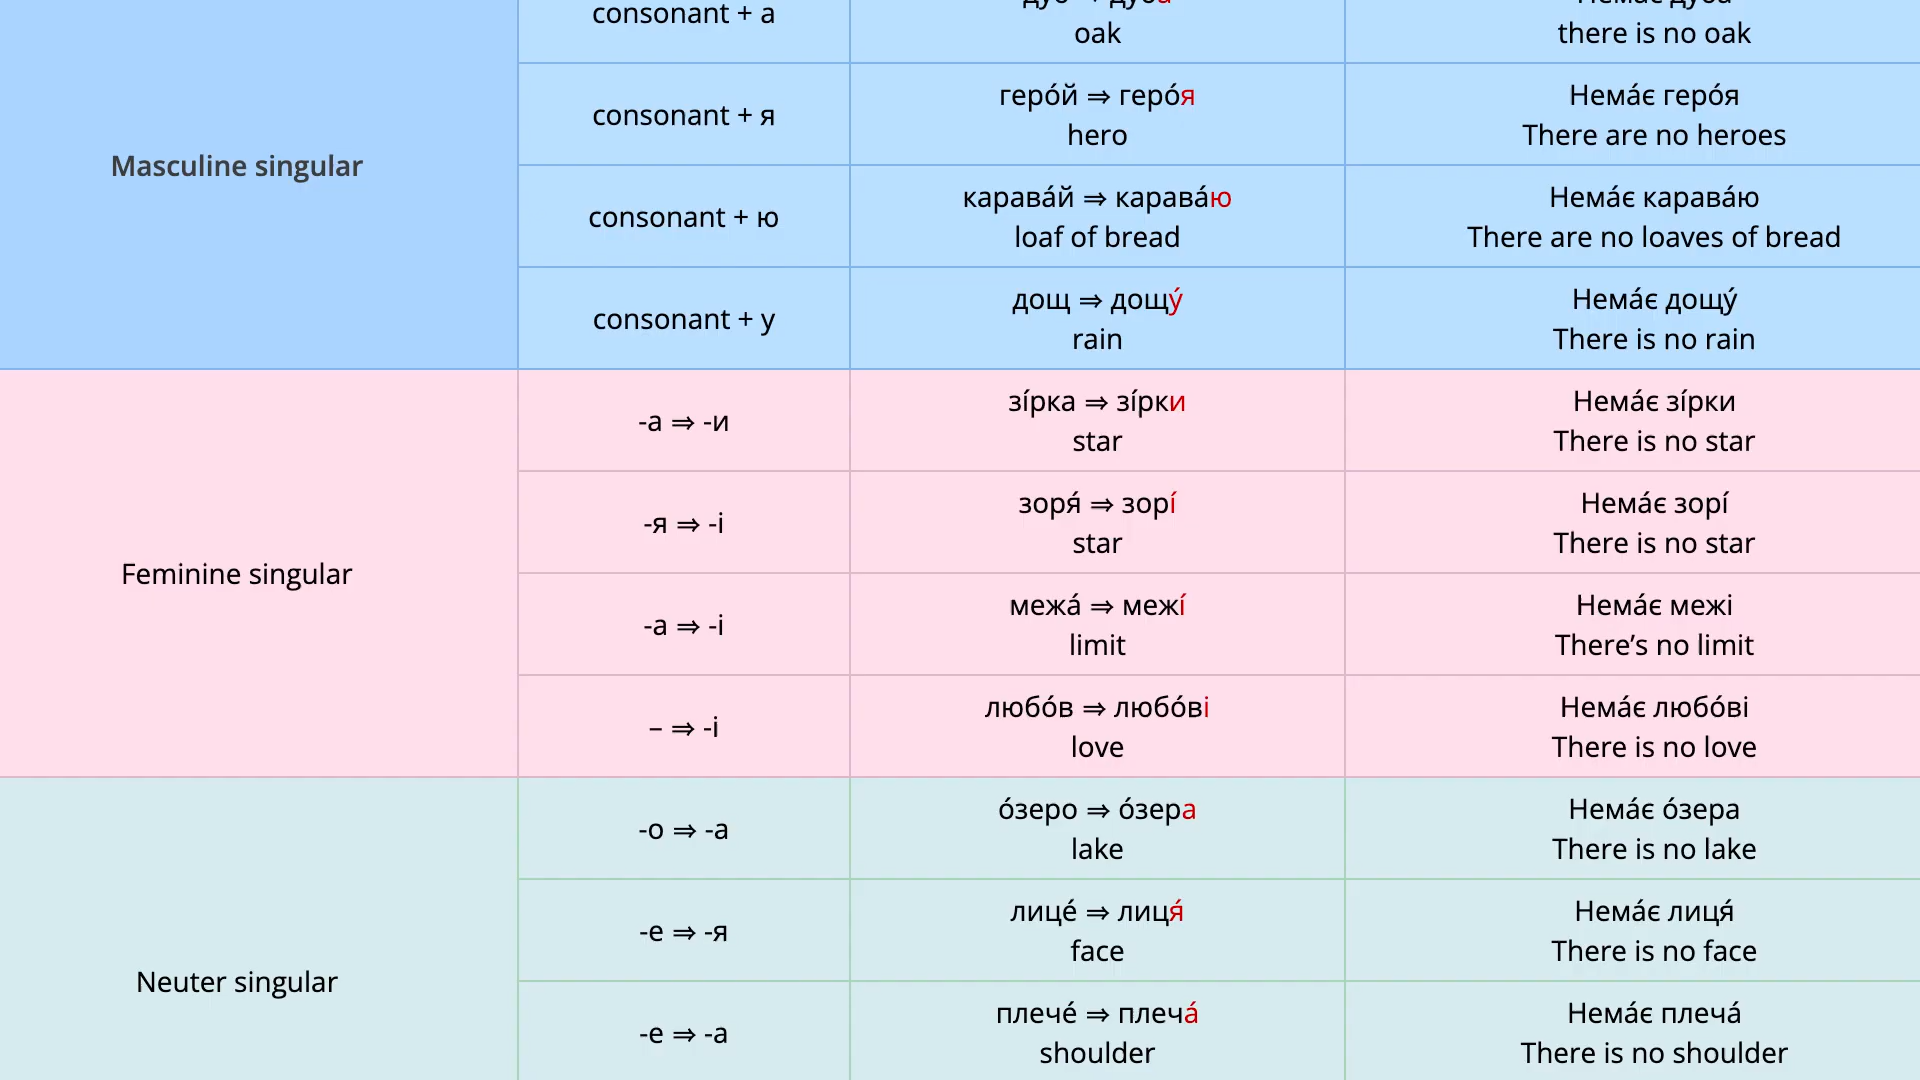 consonant + а
oak
there is no oak
Masculine singular
consonant + я
геро́й ⇒ геро́я
hero
Нема́є геро́я
There are no heroes
consonant + ю
карава́й ⇒ карава́ю
loaf of bread
Нема́є карава́ю
There are no loaves of bread
consonant + у
дощ ⇒ дощу́
rain
Нема́є дощу́
There is no rain
Feminine singular
-а ⇒ -и
зі́рка ⇒ зі́рки
star
Нема́є зі́рки
There is no star
-я ⇒ -і
зоря́ ⇒ зорі́
star
Нема́є зорі́
There is no star
-а ⇒ -і
межа́ ⇒ межі́
limit
Нема́є межі
There’s no limit
– ⇒ -і
любо́в ⇒ любо́ві
love
Нема́є любо́ві
There is no love
Neuter singular
-о ⇒ -а
о́зеро ⇒ о́зера
lake
Нема́є о́зера
There is no lake
-е ⇒ -я
лице́ ⇒ лиця́
face
Нема́є лиця́
There is no face
-е ⇒ -а
плече́ ⇒ плеча́
shoulder
Нема́є плеча́
There is no shoulder